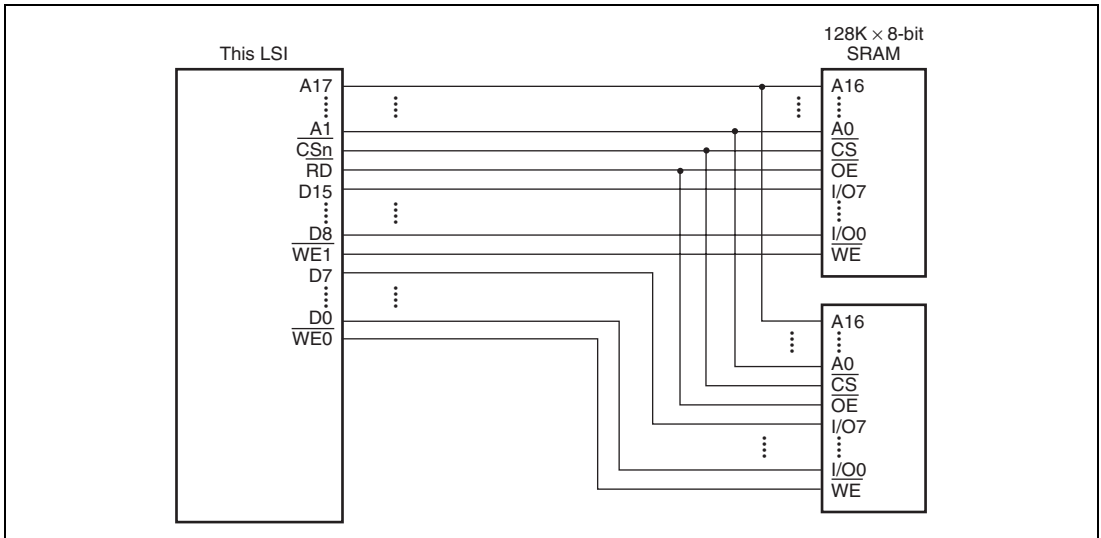 This LSI
A17
A1
CSn
RD
D15
D8
WE1
D7
D0
WE0
128K × 8-bit
SRAM
A16
A0
CS
OE
I/O7
I/O0
WE
A16
A0
CS
OE
I/O7
I/O0
WE